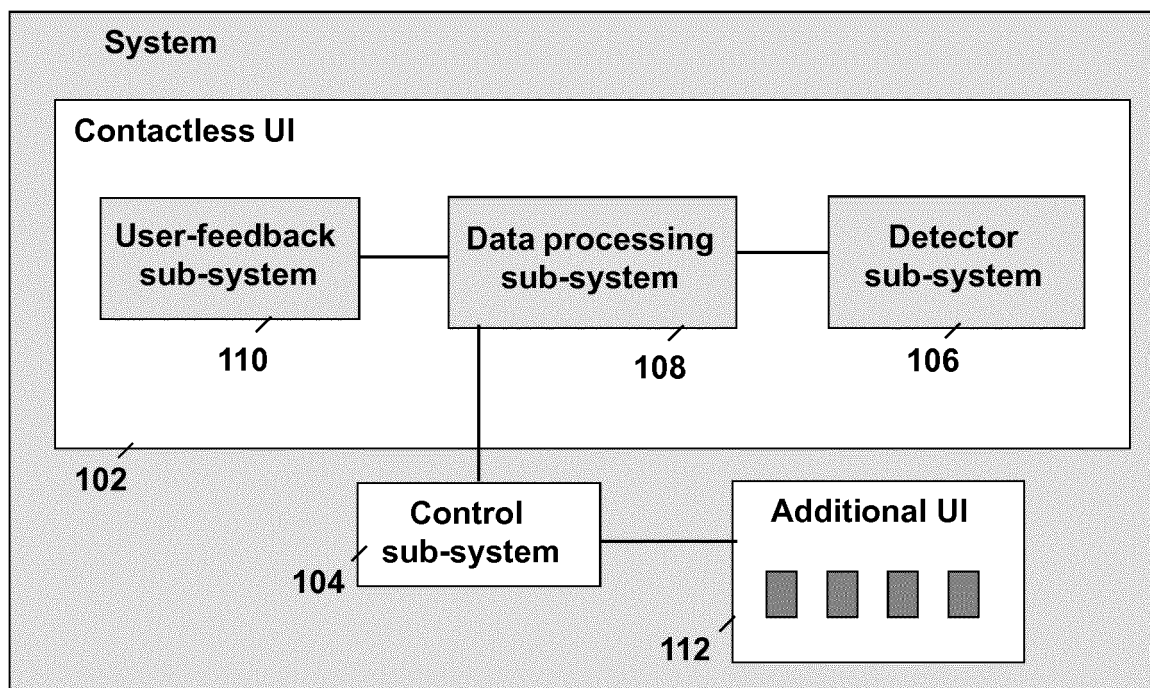 System
Contactless UI
User-feedback
sub-system
Data processing
sub-system
Detector
sub-system
110
108
106
102
Control
sub-system
104
Additional UI
112